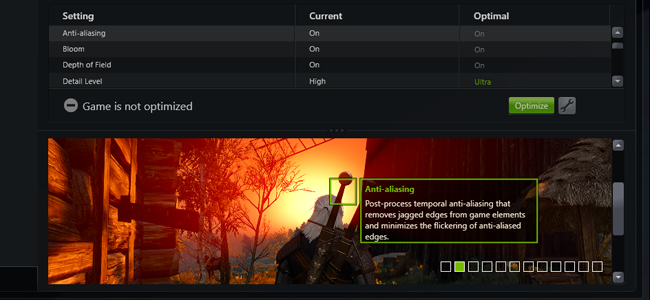 Setting Current Optimal
Anti-aliasing On On
Bloom On On
Depth of Field On On
Detail Level High Ultra
Game is not optimized Optimize
Anti-aliasing
Post-process temporal anti-aliasing that
removes jagged edges from game elements
and minimizes the flickering of anti-aliased
edges.